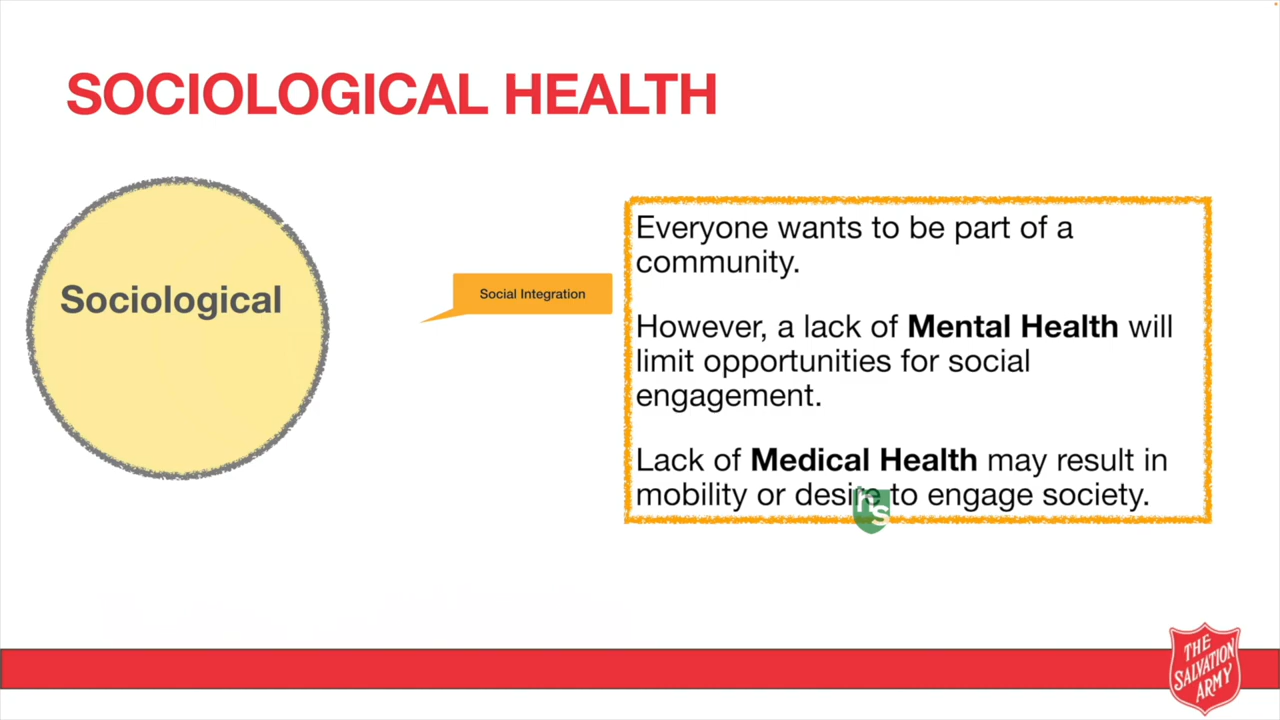 SOCIOLOGICAL HEALTH
Sociological
Social Integration
Everyone wants to be part of a
community.
However, a lack of Mental Health will
limit opportunities for social
engagement.
Lack of Medical Health may result in
mobility or desire to engage society.
hs
THE
SALVATION
ARMY